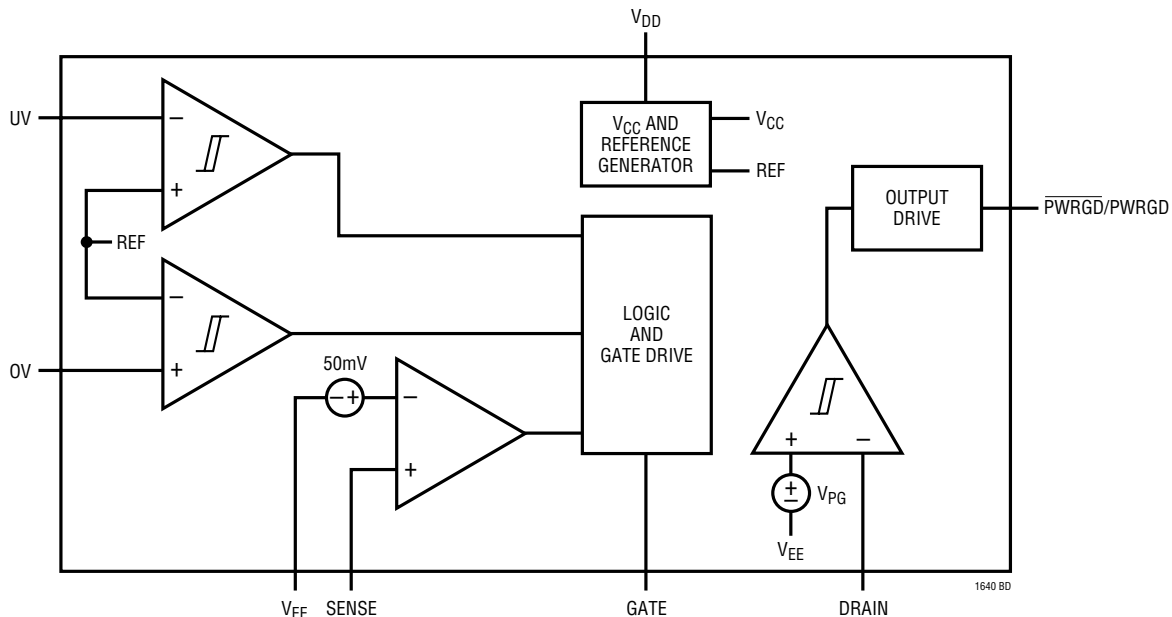 V_DD
UV
−
+
REF
−
+
OV
V_CC AND
REFERENCE
GENERATOR
V_CC
REF
OUTPUT
DRIVE
PWRGD/PWRGD
LOGIC
AND
GATE DRIVE
50mV
− +
−
+
+ −
+
−
V_PG
V_EE
1640 BD
V_EE
SENSE
GATE
DRAIN